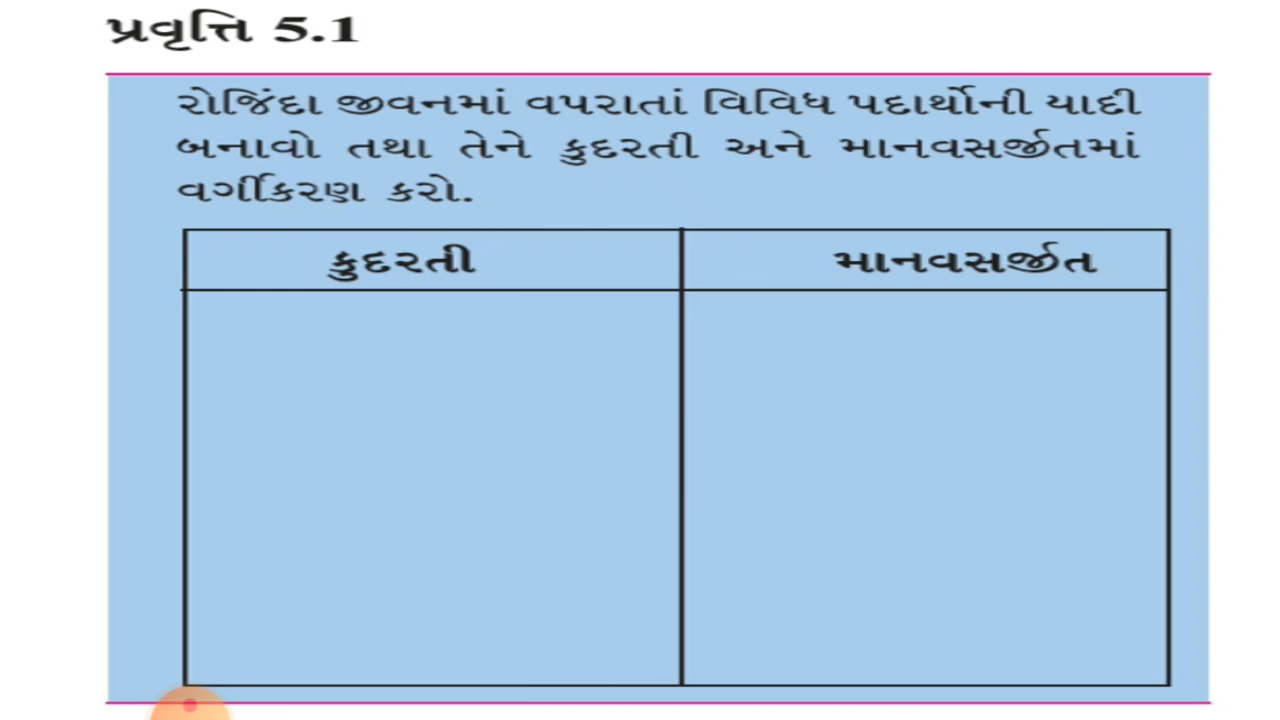 પ્રવૃત્તિ 5.1
રોજિંદા જીવનમાં વપરાતાં વિવિધ પદાર્થોની યાદી
બનાવો તથા તેને કુદરતી અને માનવસર્જીતમાં
વર્ગીકરણ કરો.
કુદરતી માનવસર્જીત